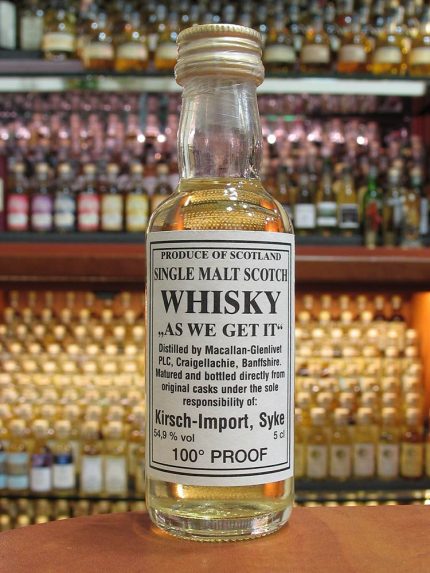 PRODUCE OF SCOTLAND
SINGLE MALT SCOTCH
WHISKY
„AS WE GET IT“
Distilled by Macallan-Glenlivet
PLC, Craigellachie, Banffshire.
Matured and bottled directly from
original casks under the sole
responsibility of:
Kirsch-Import, Syke
54,9 % vol 5 cl
100° PROOF